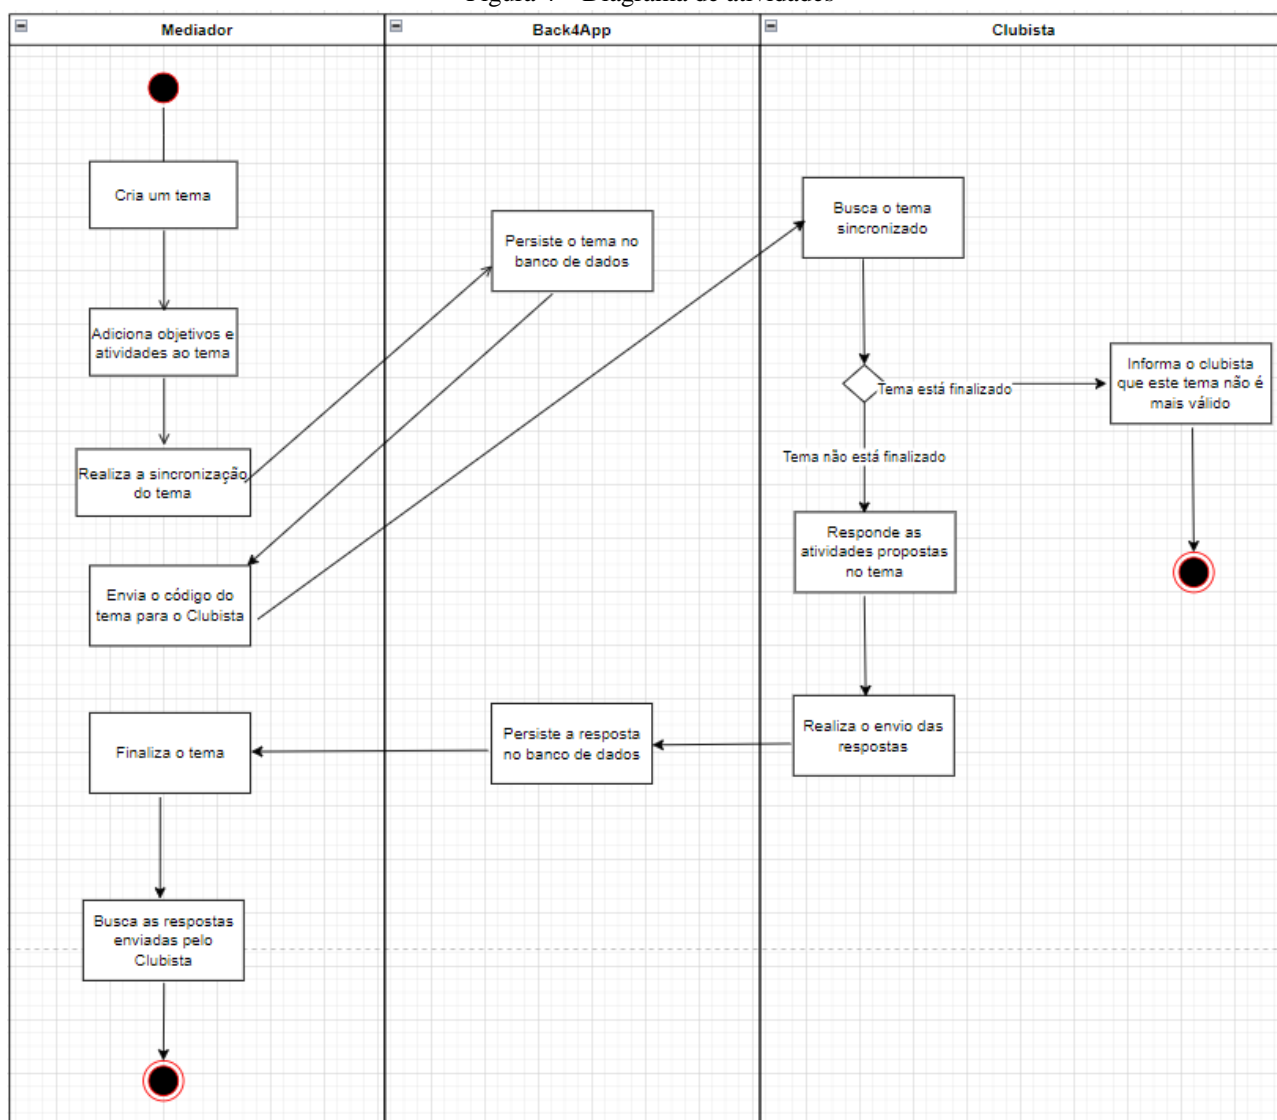 Diagrama de atividades
Mediador
Back4App
Clubista
Cria um tema
Adiciona objetivos e
atividades ao tema
Realiza a sincronização
do tema
Envia o código do
tema para o Clubista
Finaliza o tema
Busca as respostas
enviadas pelo
Clubista
Persiste o tema no
banco de dados
Persiste a resposta
no banco de dados
Busca o tema
sincronizado
Tema está finalizado
Informa o clubista
que este tema não é
mais válido
Tema não está finalizado
Responde as
atividades propostas
no tema
Realiza o envio das
respostas